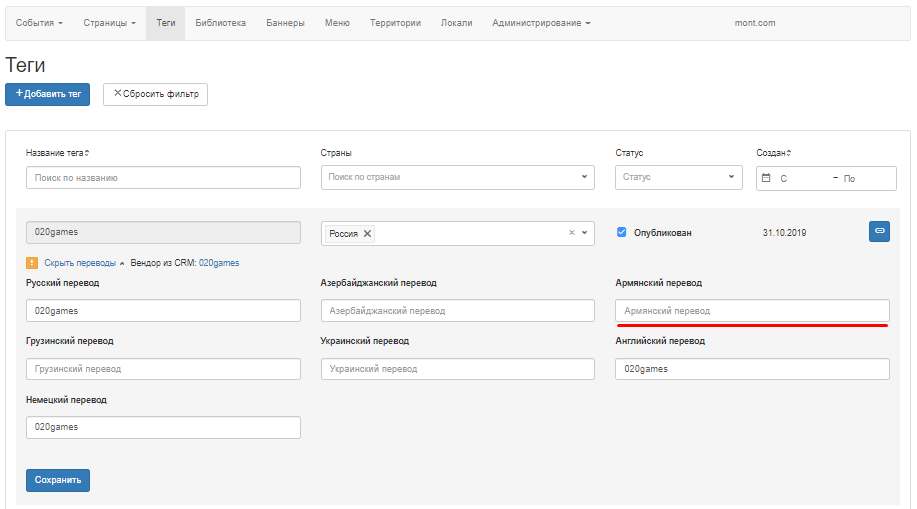 События Страницы Теги Библиотека Баннеры Меню Территории Локали Администрирование mont.com
Теги
+Добавить тег ×Сбросить фильтр
Название тега Страны Статус Создан
Поиск по названию Поиск по странам Статус С – По
020games Россия × × Опубликован 31.10.2019
! Скрыть переводы Вендор из CRM: 020games
Русский перевод Азербайджанский перевод Армянский перевод
020games Азербайджанский перевод Армянский перевод
Грузинский перевод Украинский перевод Английский перевод
Грузинский перевод Украинский перевод 020games
Немецкий перевод
020games
Сохранить